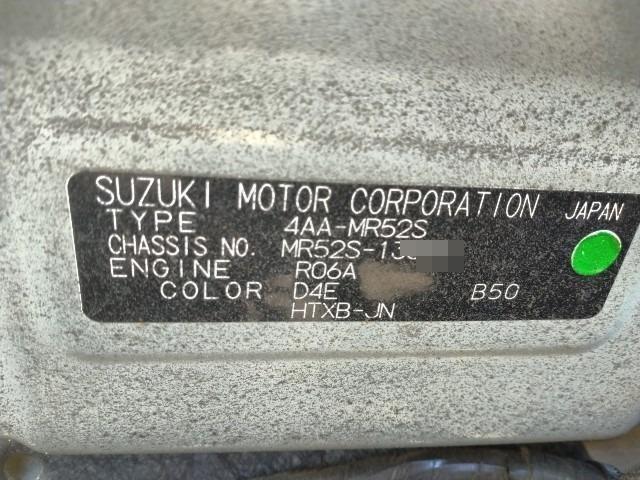 SUZUKI MOTOR CORPORATION JAPAN
TYPE 4AA-MR52S
CHASSIS NO. MR52S-1
ENGINE R06A
COLOR D4E B50
HTXB-JN